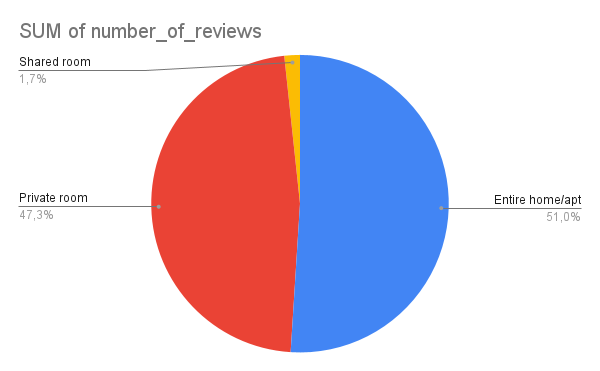 SUM of number_of_reviews
Shared room
1,7%
Private room
47,3%
Entire home/apt
51,0%